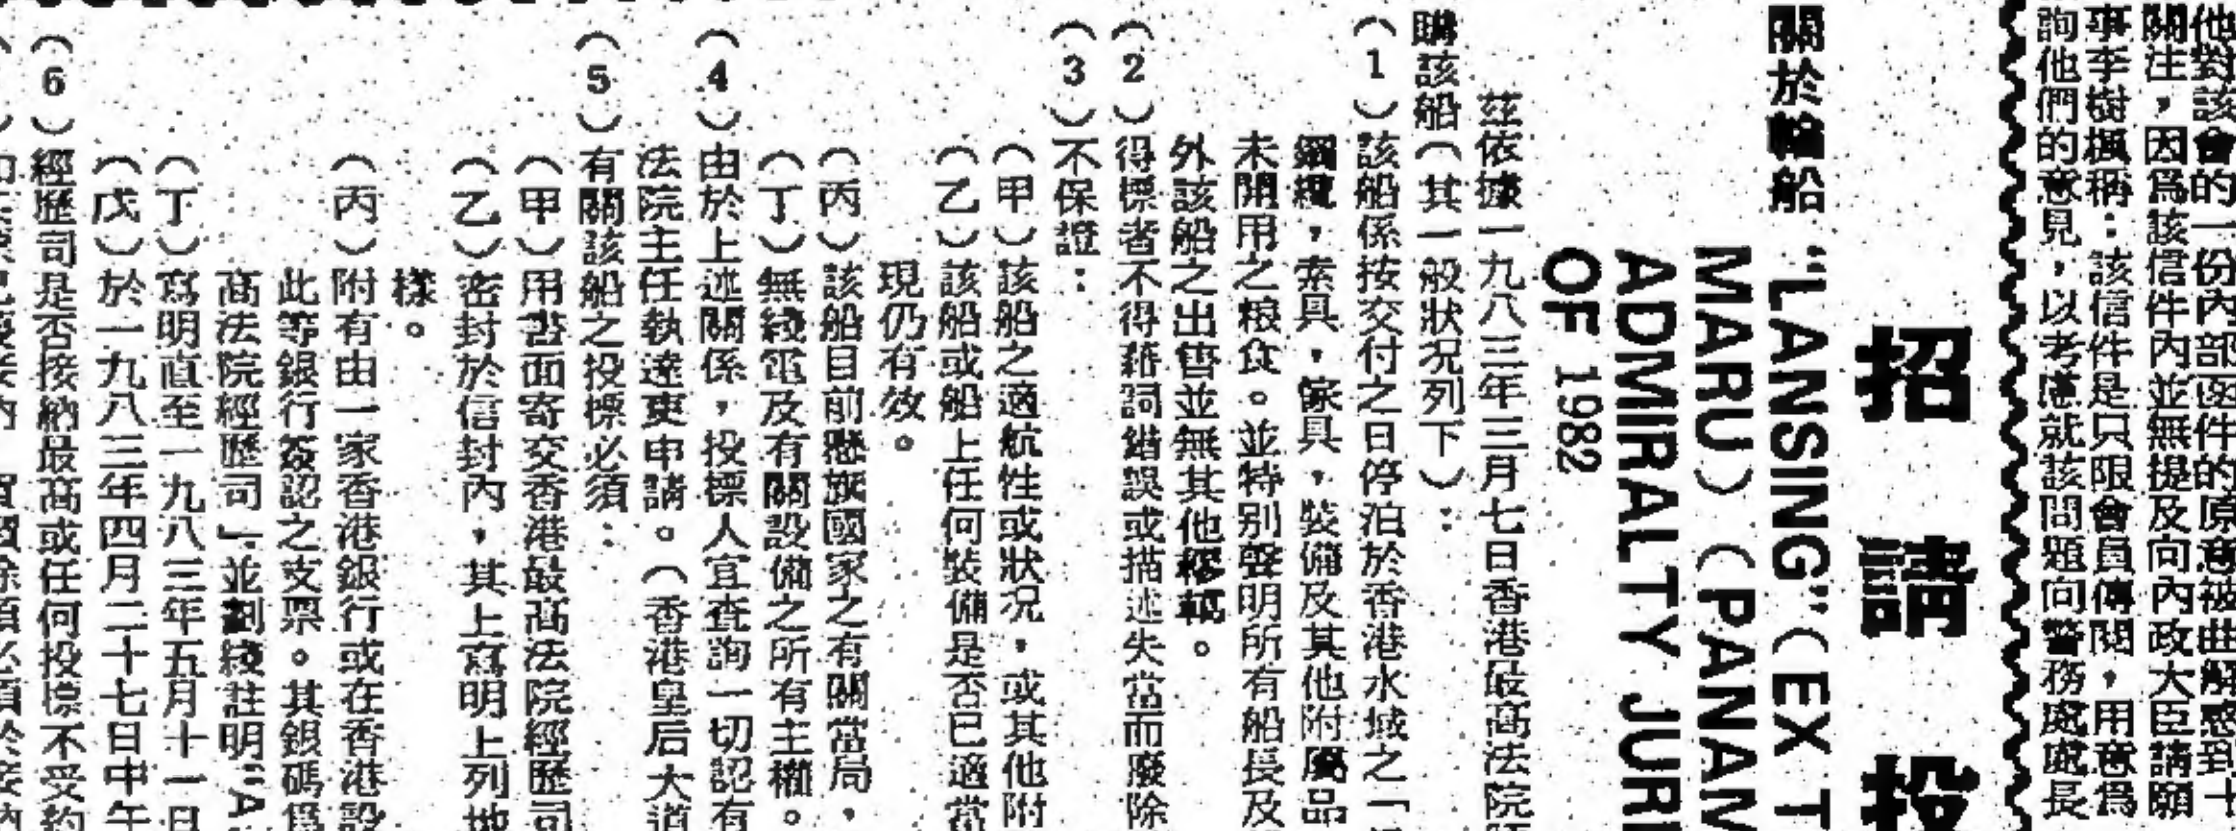 他對該會的一份內部函件的原意被曲解感到十
關注，因爲該信件內並無提及向內政大臣請願
事李樹楓稱：該信件是只限會員傳閱，用意爲
詢他們的意見，以考慮就該問題向警務處處長
招請投
關於輪船 "LANSING" (EX T
MARU) (PANAM
ADMIRALTY JURI
OF 1982
茲依據一九八三年三月七日香港最高法院
購該船（其一般狀況列下）：
（1）該船係按交付之日停泊於香港水域之「
纜，索具，傢具，裝備及其他附屬品
未開用之粮食。並特別聲明所有船長及
外該船之出售並無其他轇轕。
（2）得標者不得藉詞錯誤或描述失當而廢除
（3）不保證：
（甲）該船之適航性或狀況，或其他附
（乙）該船或船上任何裝備是否已適當
現仍有效。
（丙）該船目前懸旗國家之有關當局，
（丁）無綫電及有關設備之所有主權。
（4）由於上述關係，投標人宜查詢一切認有
法院主任執達吏申請。（香港皇后大道
（5）有關該船之投標必須：
（甲）用書面寄交香港最高法院經歷司
（乙）密封於信封內，其上寫明上列地
樣。
（丙）附有由一家香港銀行或在香港設
此等銀行簽認之支票。其銀碼爲
高法院經歷司」並劃綫註明"A
（丁）寫明直至一九八三年五月十一日
（戊）於一九八三年四月二十七日中午
（6）經歷司是否接納最高或任何投標不受約